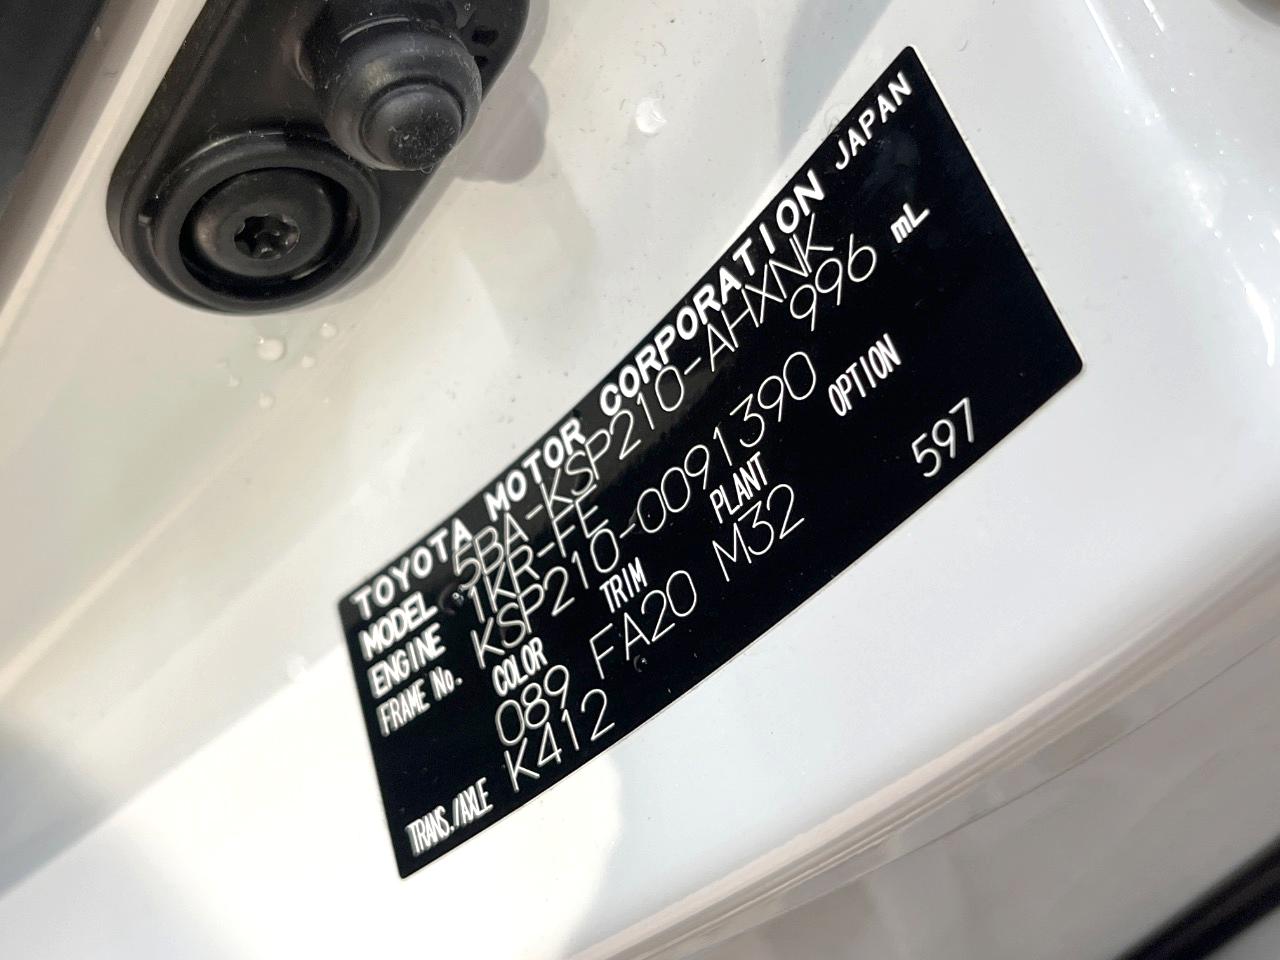 TOYOTA MOTOR CORPORATION JAPAN
MODEL 5BA-KSP210-AHXNK
ENGINE 1KR-FE 996 mL
FRAME No. KSP210-0091390
COLOR TRIM PLANT OPTION
089 FA20 M32 597
TRANS./AXLE K412